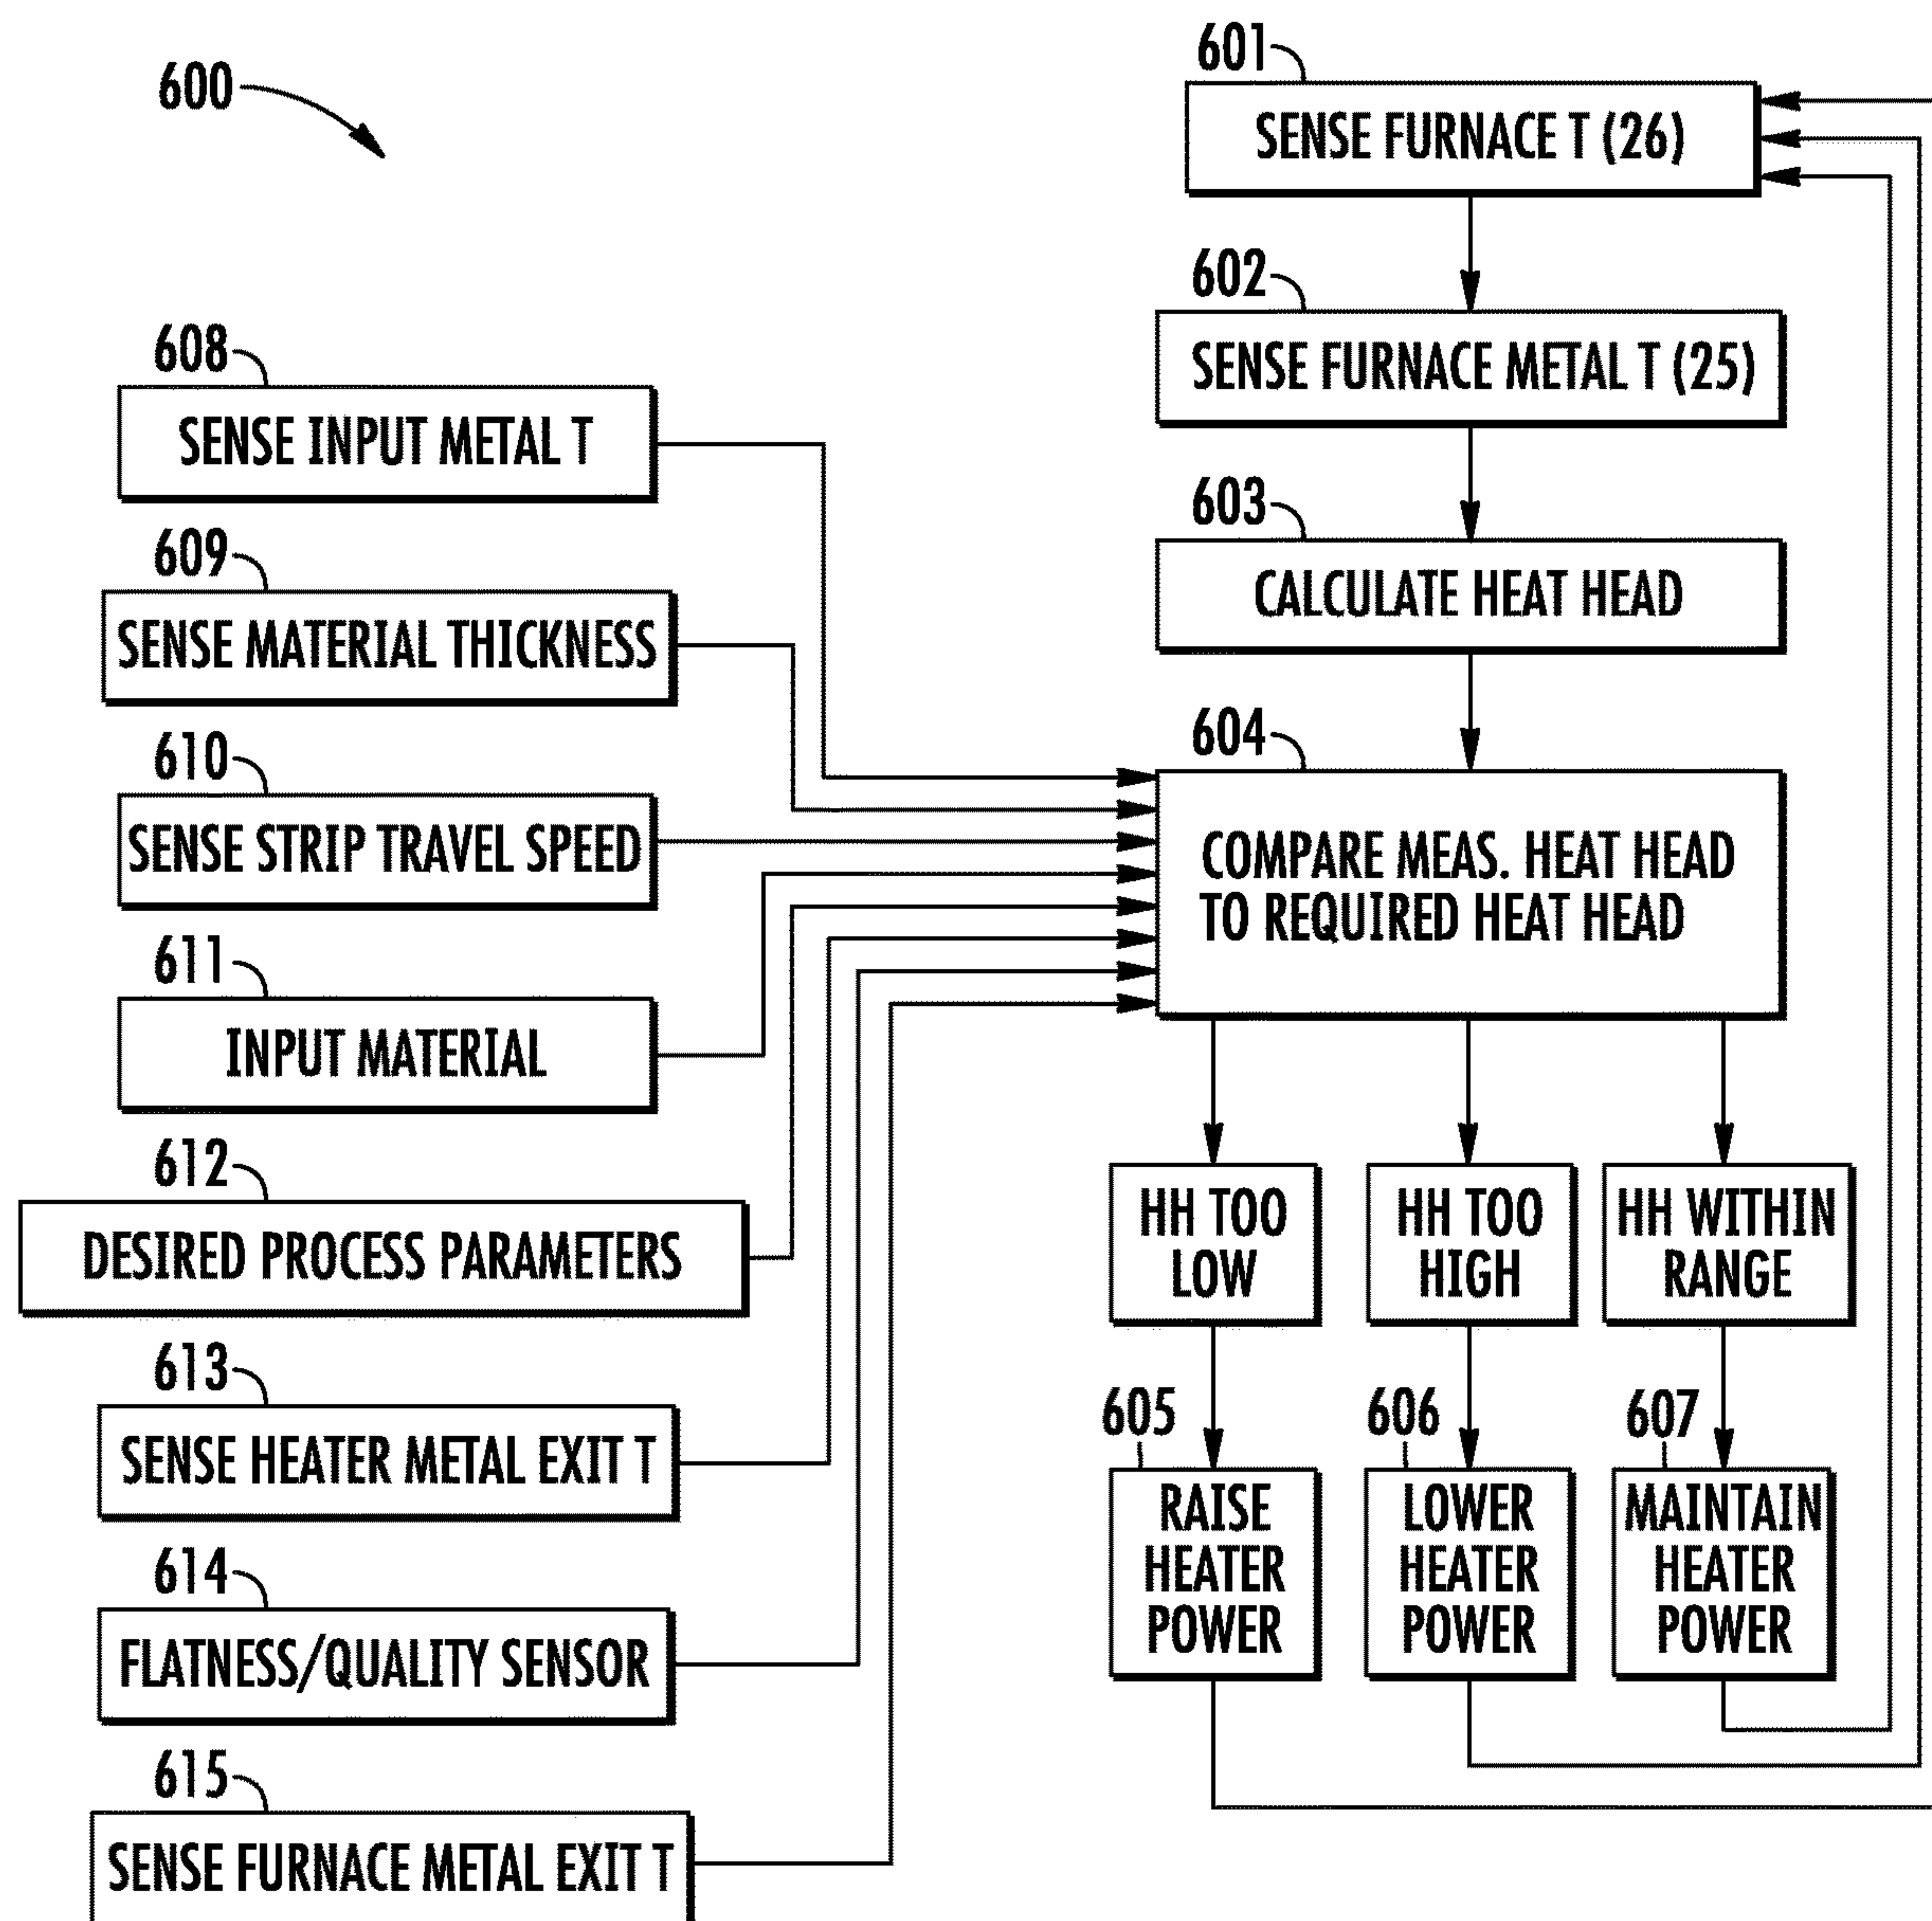 600
601
SENSE FURNACE T (26)
602
SENSE FURNACE METAL T (25)
603
CALCULATE HEAT HEAD
604
COMPARE MEAS. HEAT HEAD
TO REQUIRED HEAT HEAD
HH TOO
LOW
HH TOO
HIGH
HH WITHIN
RANGE
605
RAISE
HEATER
POWER
606
LOWER
HEATER
POWER
607
MAINTAIN
HEATER
POWER
608
SENSE INPUT METAL T
609
SENSE MATERIAL THICKNESS
610
SENSE STRIP TRAVEL SPEED
611
INPUT MATERIAL
612
DESIRED PROCESS PARAMETERS
613
SENSE HEATER METAL EXIT T
614
FLATNESS/QUALITY SENSOR
615
SENSE FURNACE METAL EXIT T